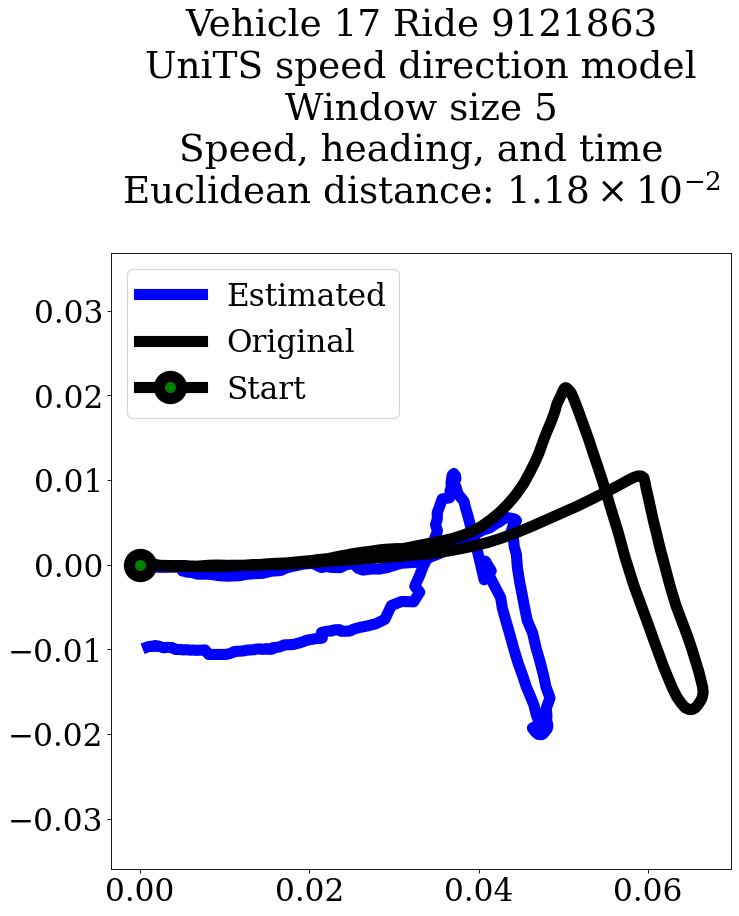 Vehicle 17 Ride 9121863
UniTS speed direction model
Window size 5
Speed, heading, and time
Euclidean distance: 1.18 × 10⁻²
Estimated
Original
Start
0.03
0.02
0.01
0.00
−0.01
−0.02
−0.03
0.00 0.02 0.04 0.06